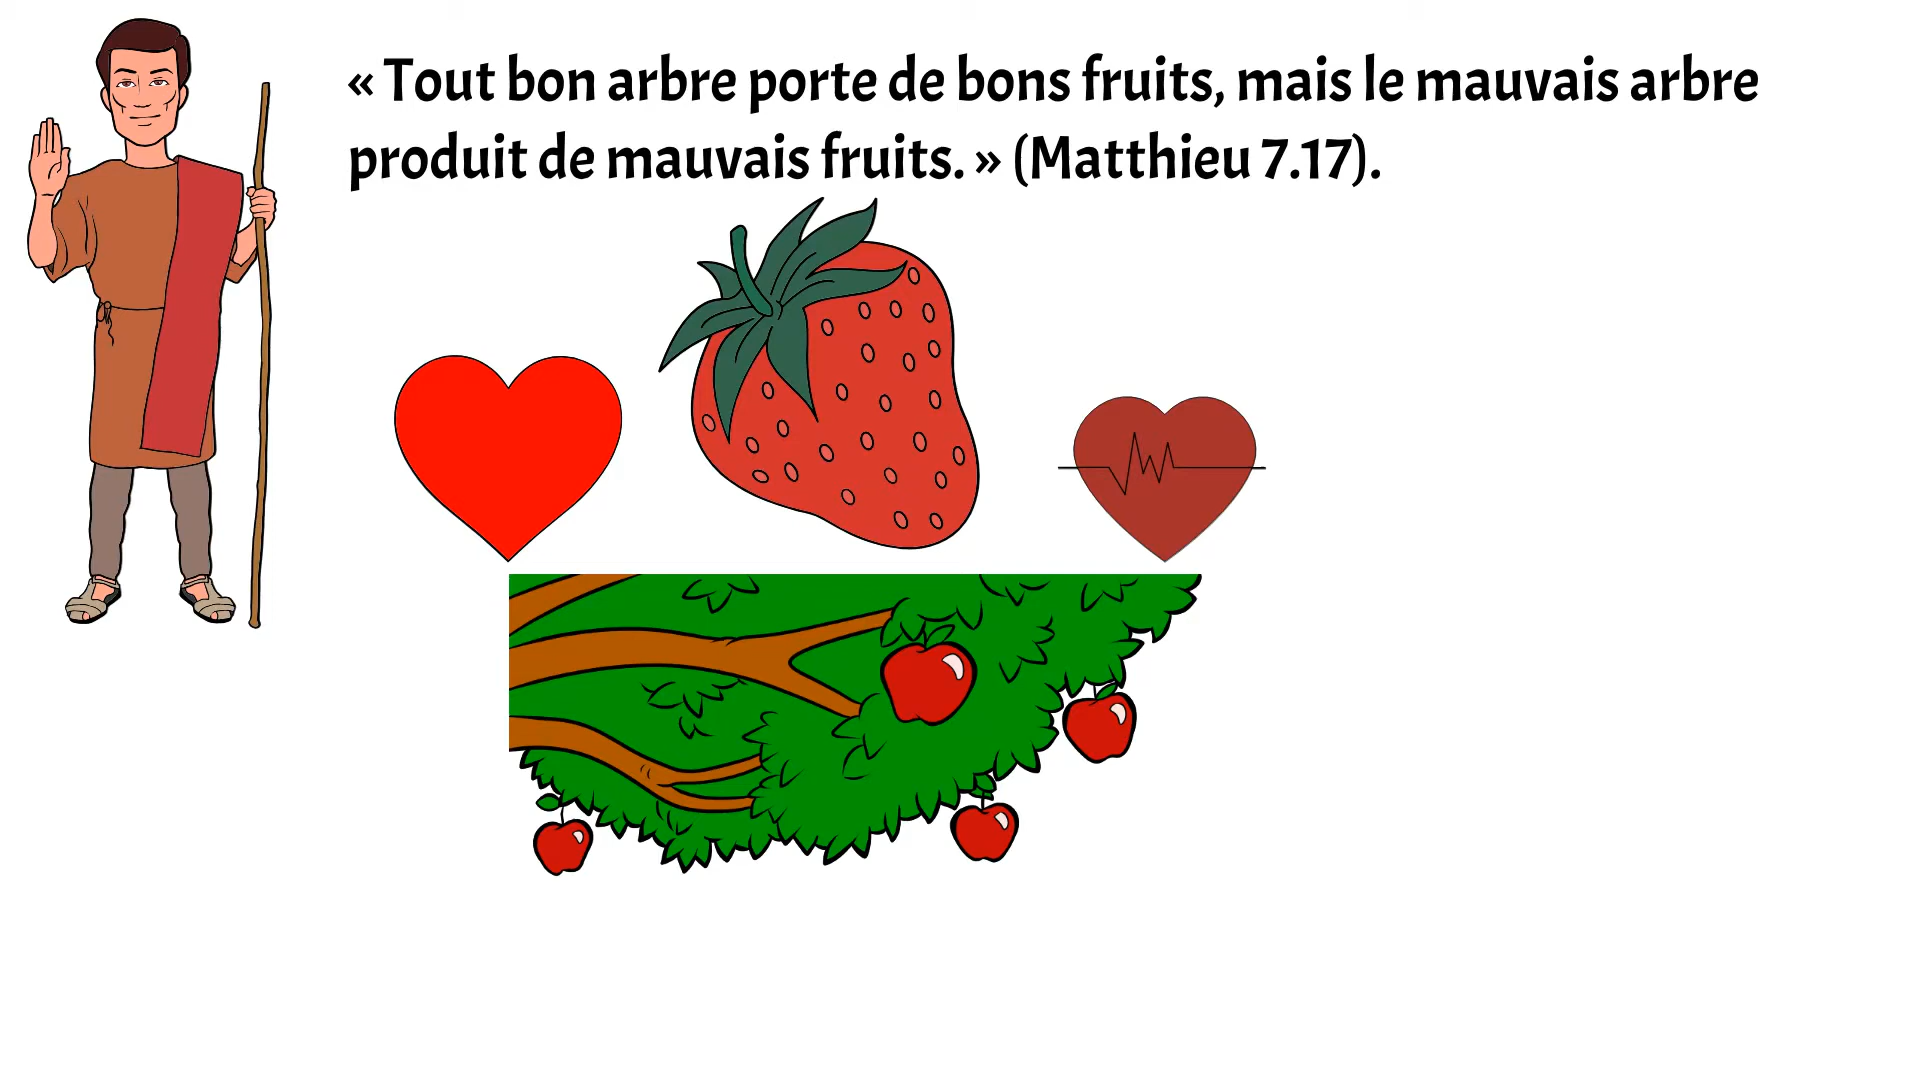 « Tout bon arbre porte de bons fruits, mais le mauvais arbre
produit de mauvais fruits. » (Matthieu 7.17).